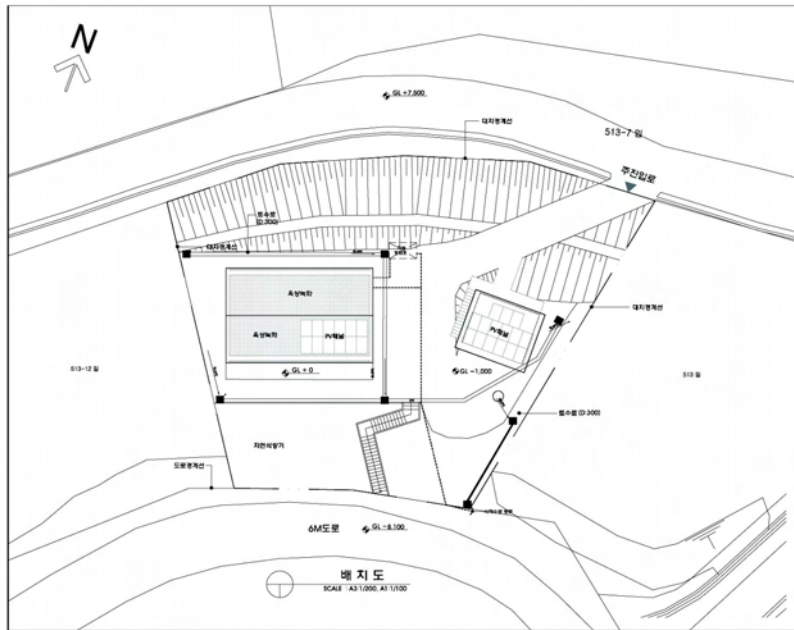 N
GL +7,500
대지경계선
513-7 임
주진입로
토수로
(D:300)
대지경계선
옥상녹화
옥상녹화
PV패널
PV패널
대지경계선
513-12 임
GL + 0
GL -1,000
513 임
토수로 (D:300)
자연석쌓기
도로경계선
6M도로
GL -8,100
배 치 도
SCALE : A3:1/200, A1:1/100